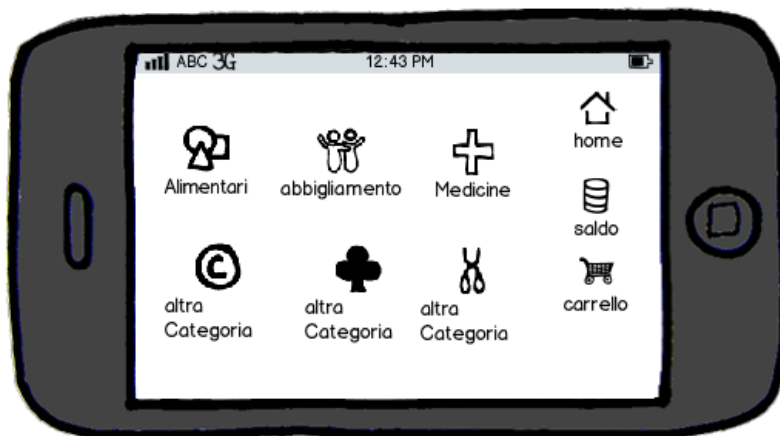 ABC 3G 12:43 PM
home
Alimentari abbigliamento Medicine
saldo
carrello
altra altra altra
Categoria Categoria Categoria